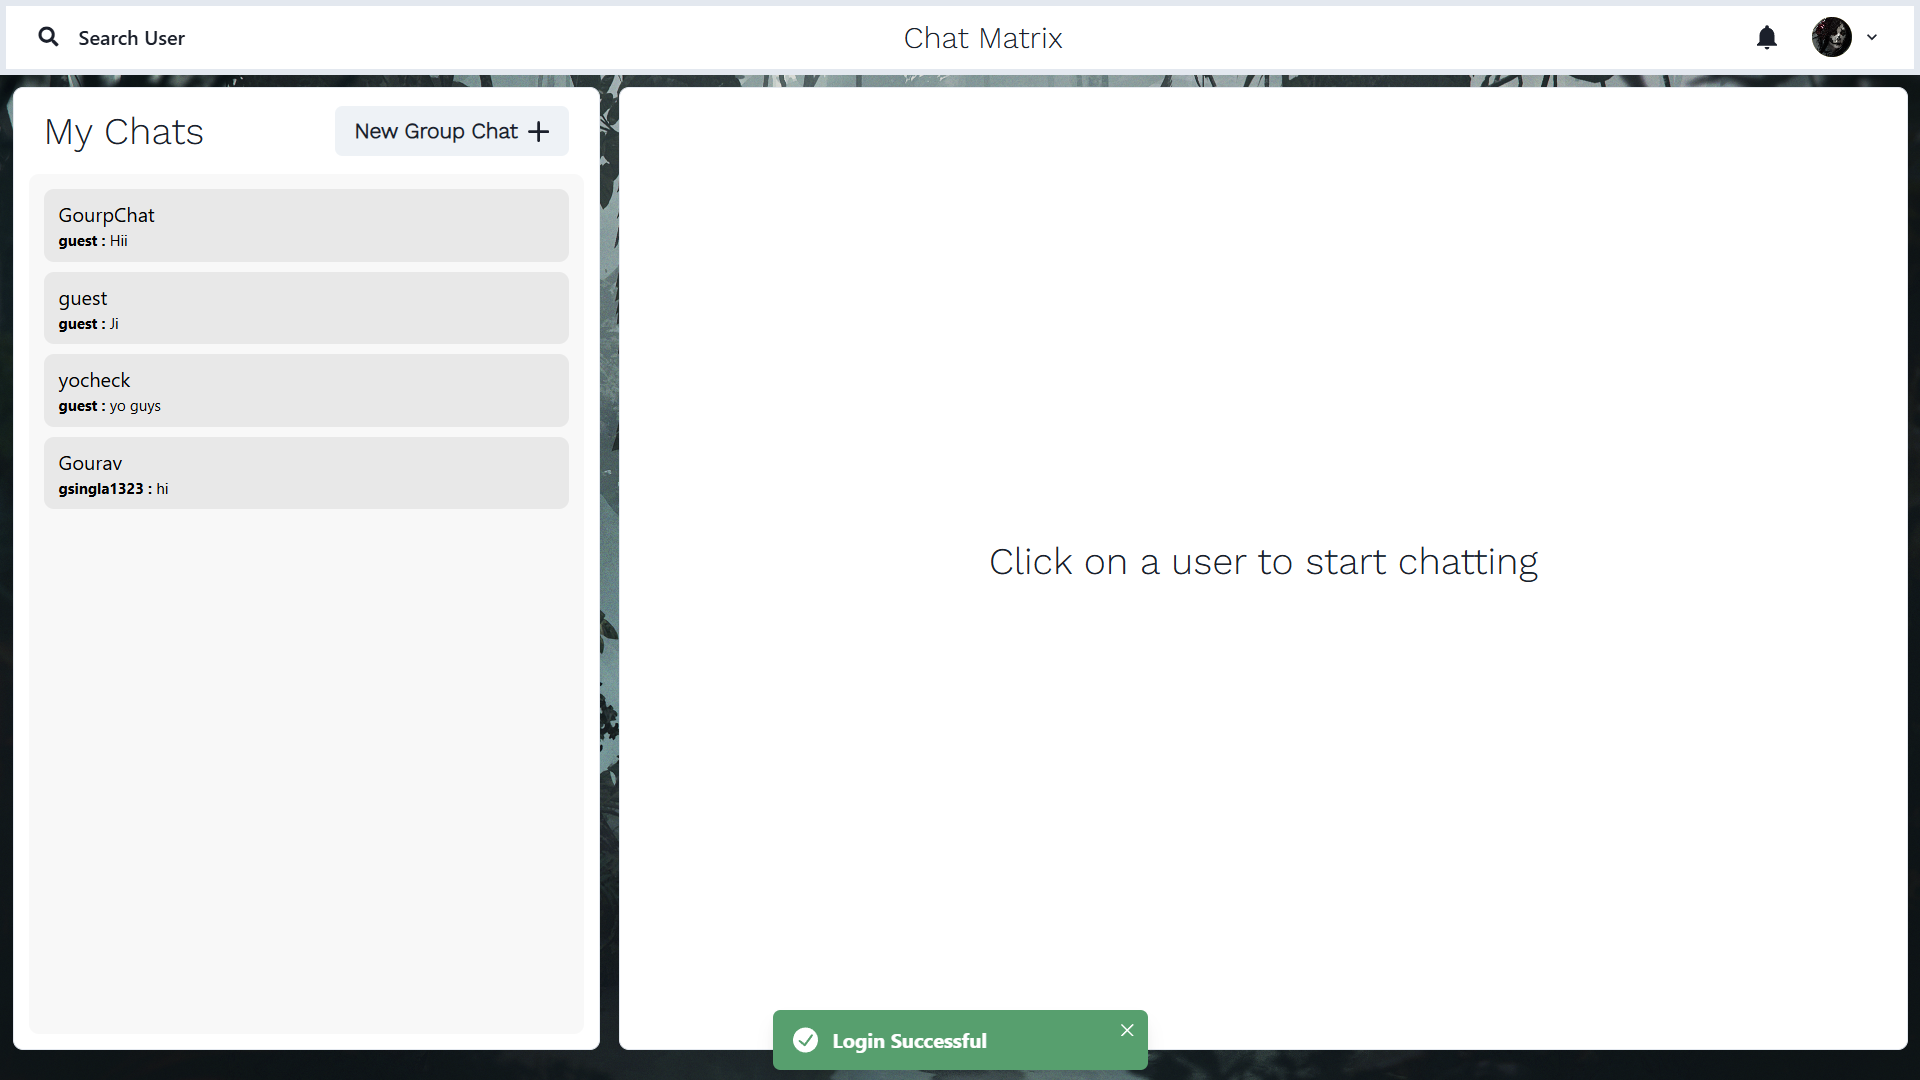 Search User
Chat Matrix
My Chats
New Group Chat
GourpChat
guest : Hii
guest
guest : Ji
yocheck
guest : yo guys
Gourav
gsingla1323 : hi
Click on a user to start chatting
Login Successful